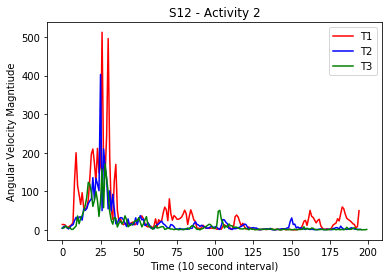 S12 - Activity 2
T1
T2
T3
Angular Velocity Magntiude
500
400
300
200
100
0
0 25 50 75 100 125 150 175 200
Time (10 second interval)